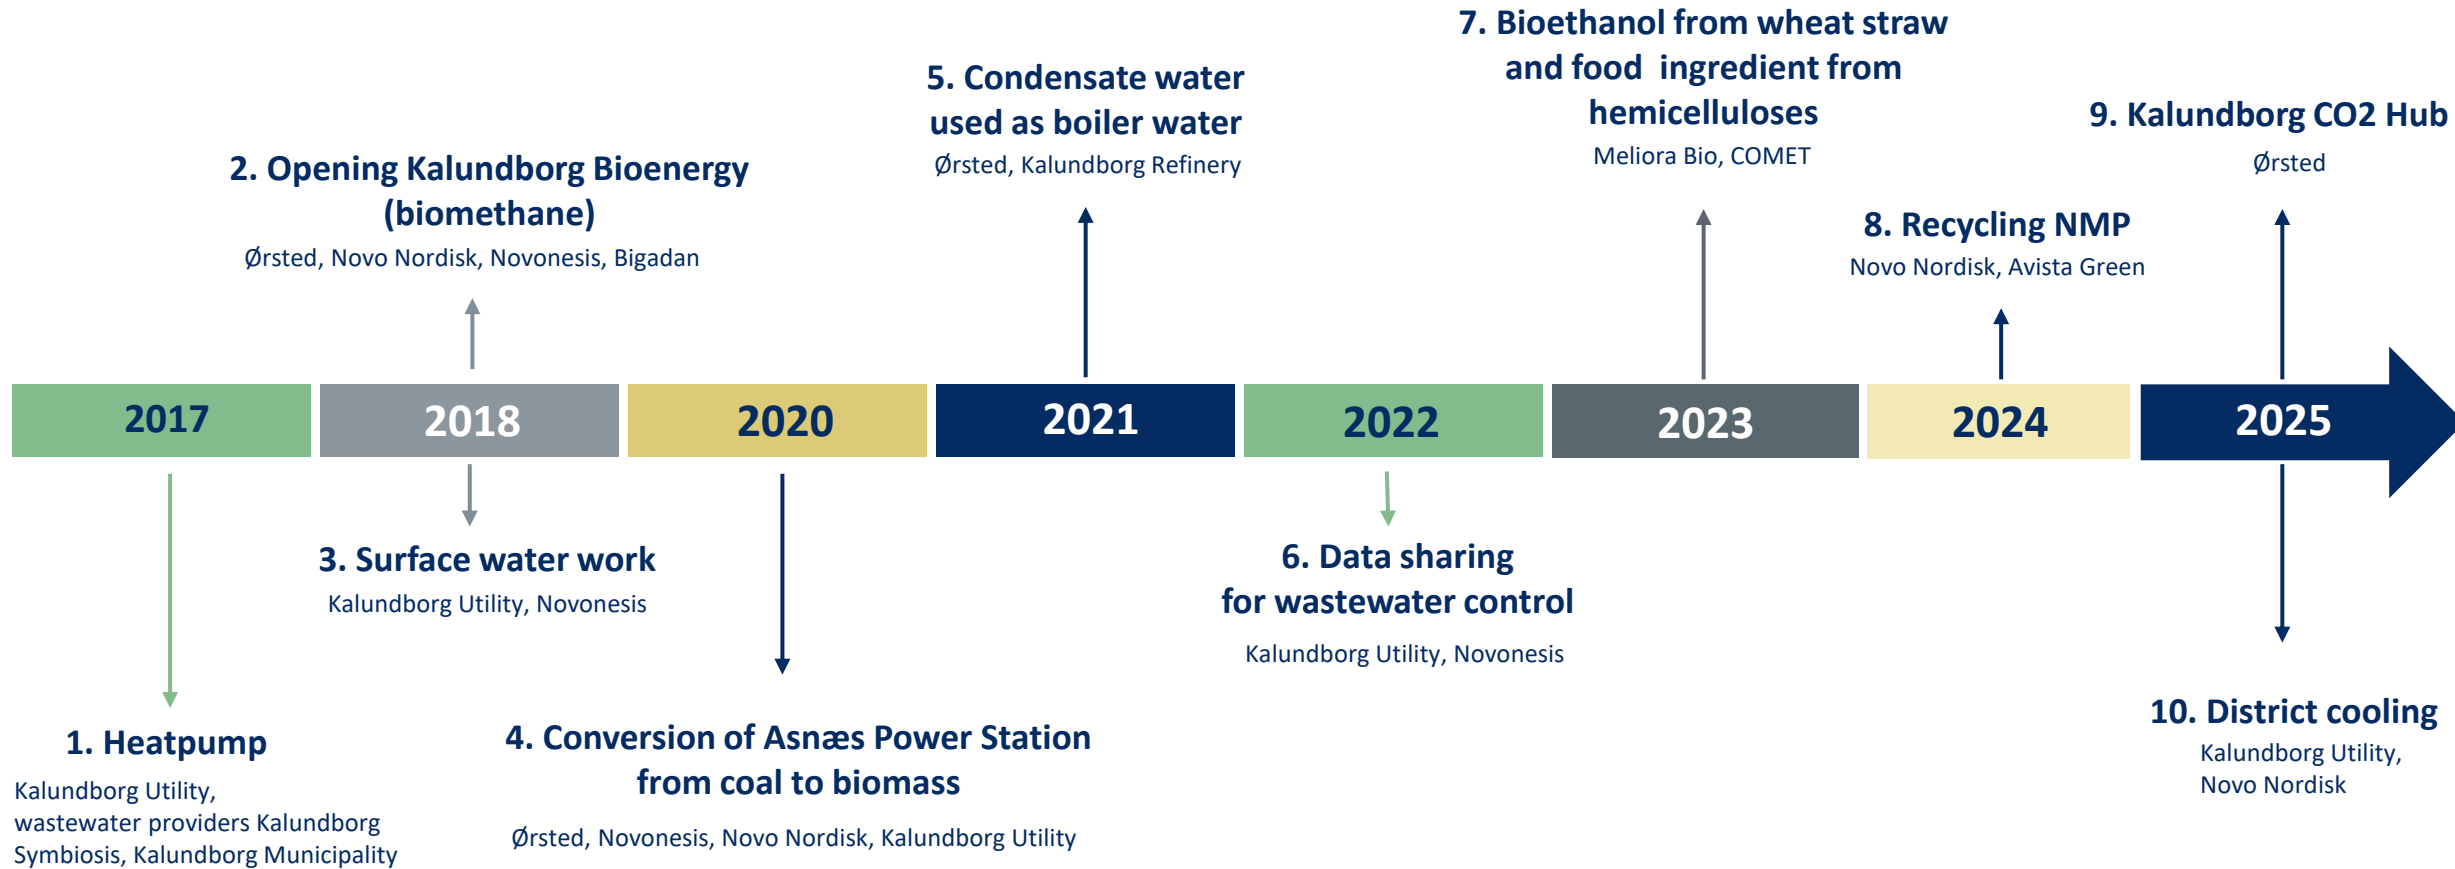 7. Bioethanol from wheat straw
and food ingredient from
hemicelluloses
Meliora Bio, COMET
5. Condensate water
used as boiler water
Ørsted, Kalundborg Refinery
9. Kalundborg CO2 Hub
Ørsted
2. Opening Kalundborg Bioenergy
(biomethane)
Ørsted, Novo Nordisk, Novonesis, Bigadan
8. Recycling NMP
Novo Nordisk, Avista Green
2017
2018
2020
2021
2022
2023
2024
2025
3. Surface water work
Kalundborg Utility, Novonesis
6. Data sharing
for wastewater control
Kalundborg Utility, Novonesis
1. Heatpump
Kalundborg Utility,
wastewater providers Kalundborg
Symbiosis, Kalundborg Municipality
4. Conversion of Asnæs Power Station
from coal to biomass
Ørsted, Novonesis, Novo Nordisk, Kalundborg Utility
10. District cooling
Kalundborg Utility,
Novo Nordisk